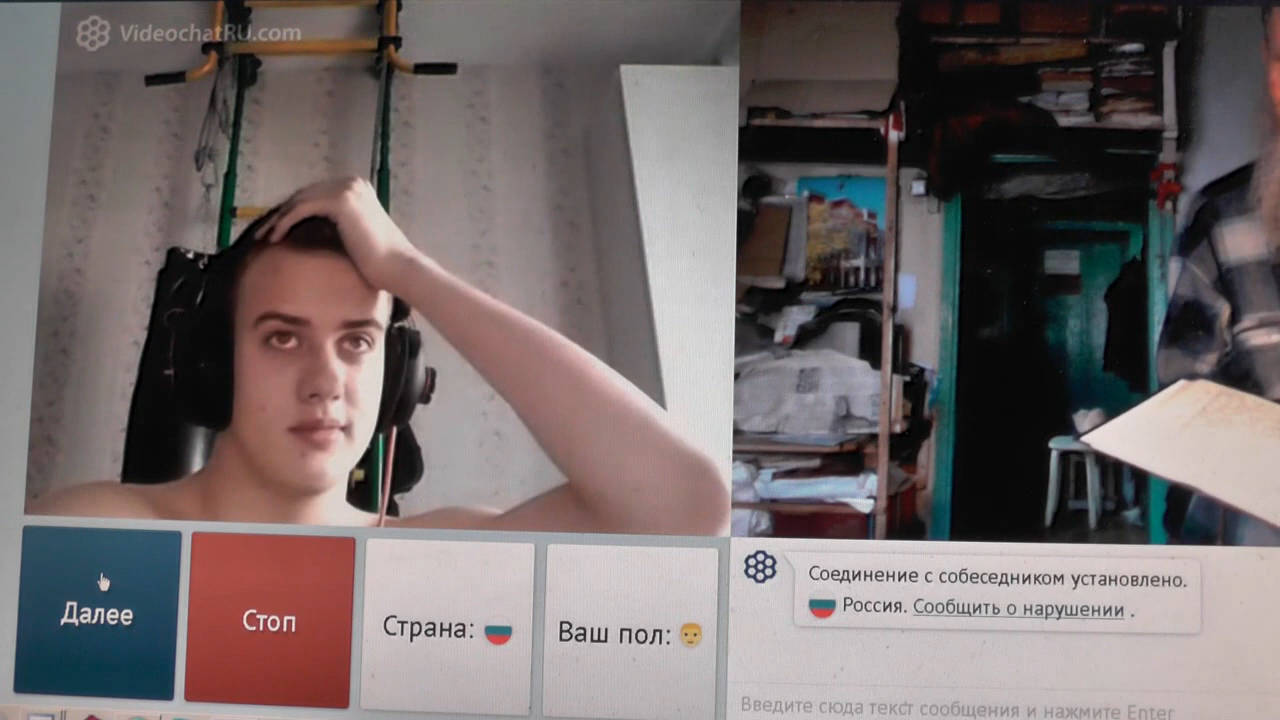 VideochatRU.com
Далее
Стоп
Страна:
Ваш пол:
Соединение с собеседником установлено.
Россия. Сообщить о нарушении .
Введите сюда текст сообщения и нажмите Enter